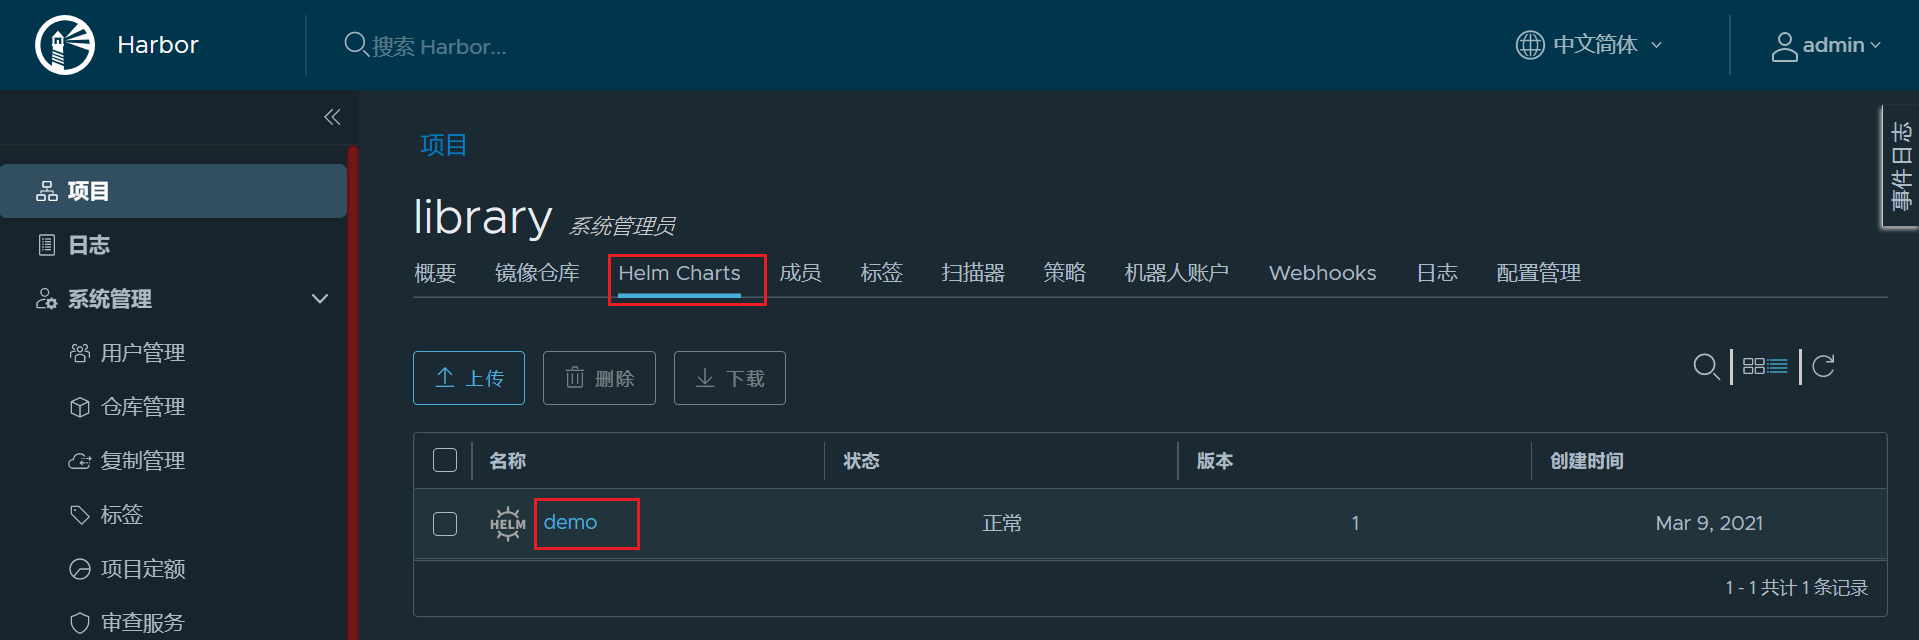 Harbor
搜索 Harbor...
中文简体
admin
事件日志
项目
日志
系统管理
用户管理
仓库管理
复制管理
标签
项目定额
审查服务
项目
library 系统管理员
概要 镜像仓库 Helm Charts 成员 标签 扫描器 策略 机器人账户 Webhooks 日志 配置管理
上传 删除 下载
名称 状态 版本 创建时间
HELM demo 正常 1 Mar 9, 2021
1 - 1 共计 1 条记录